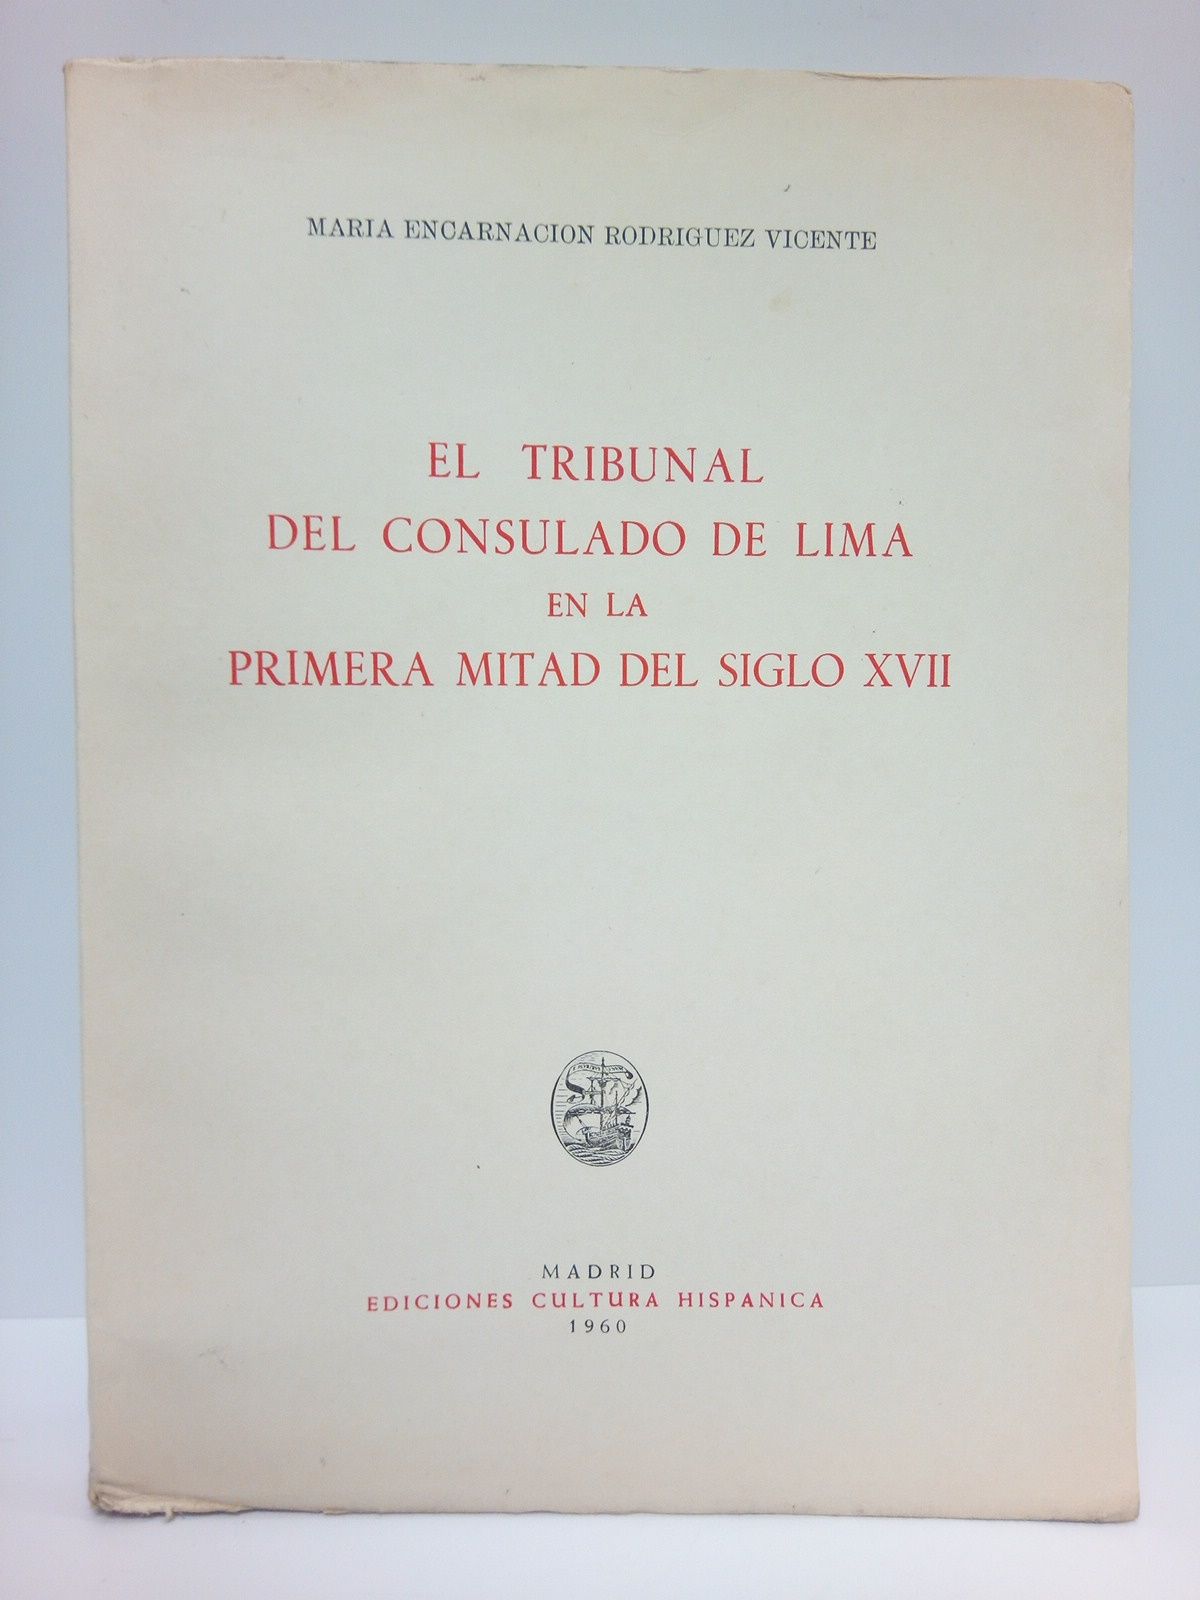 MARIA ENCARNACION RODRIGUEZ VICENTE
EL TRIBUNAL
DEL CONSULADO DE LIMA
EN LA
PRIMERA MITAD DEL SIGLO XVII
MADRID
EDICIONES CULTURA HISPANICA
1960